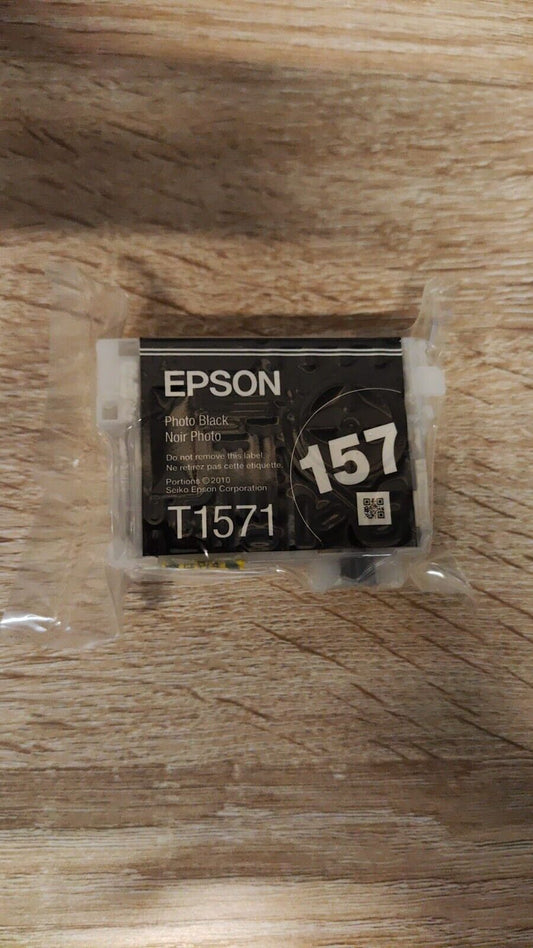 EPSON
Photo Black
Noir Photo
Do not remove this label.
Ne retirez pas cette étiquette.
Portions ©2010
Seiko Epson Corporation
T1571
157